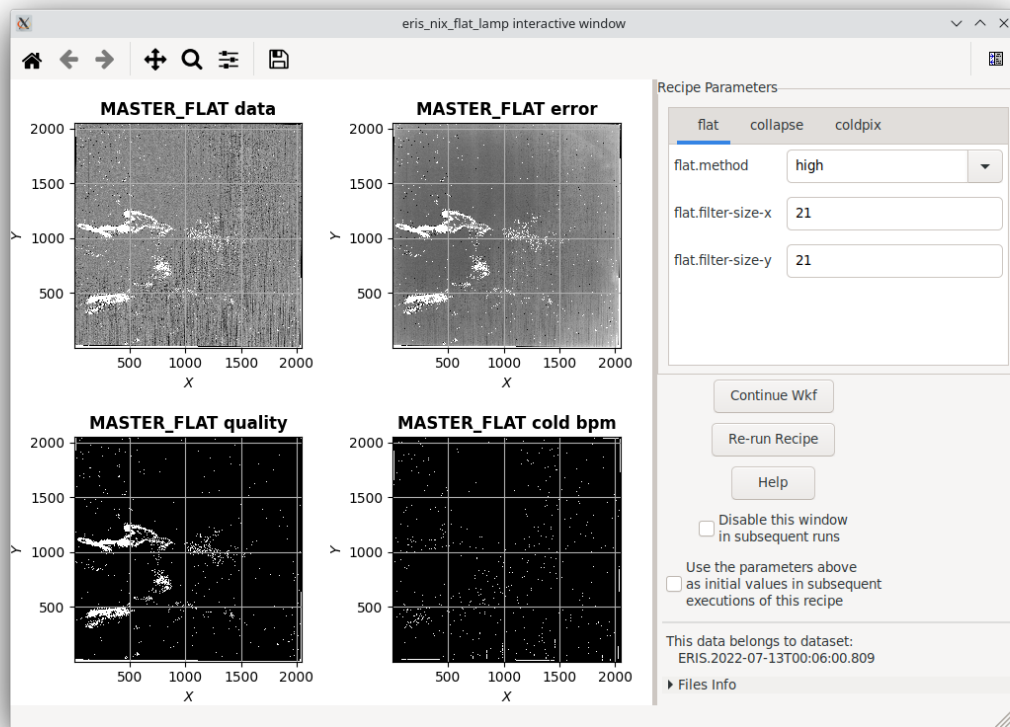 eris_nix_flat_lamp interactive window
MASTER_FLAT data
2000
1500
1000
500
Y
500 1000 1500 2000
X
MASTER_FLAT error
2000
1500
1000
500
Y
500 1000 1500 2000
X
MASTER_FLAT quality
2000
1500
1000
500
Y
500 1000 1500 2000
X
MASTER_FLAT cold bpm
2000
1500
1000
500
Y
500 1000 1500 2000
X
Recipe Parameters
flat collapse coldpix
flat.method high
flat.filter-size-x 21
flat.filter-size-y 21
Continue Wkf
Re-run Recipe
Help
Disable this window
in subsequent runs
Use the parameters above
as initial values in subsequent
executions of this recipe
This data belongs to dataset:
ERIS.2022-07-13T00:06:00.809
Files Info